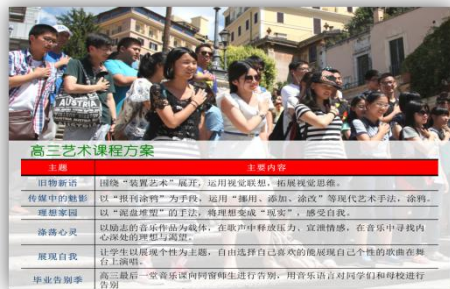 AUSTRIA
高三艺术课程方案
主题 主要内容
旧物新语 围绕“装置艺术”展开，运用视觉联想，拓展视觉思维。
传媒中的魅影 以“报刊涂鸦”为手段，运用“挪用、添加、涂改”等现代艺术手法，涂鸦。
理想家园 以“泥盘堆塑”的手法，将理想变成“现实”，感受自我。
涤荡心灵 以励志的音乐作品为载体，在歌声中释放压力、宣泄情感，在音乐中寻找内
心深处的理想与渴望。
展现自我 让学生以展现个性为主题，自由选择自己喜欢的能展现自己个性的歌曲在舞
台上演唱。
毕业告别季 高三最后一堂音乐课向同窗师生进行告别，用音乐语言对同学们和母校进行
告别